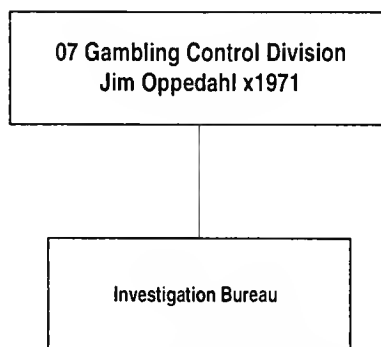 07 Gambling Control Division
Jim Oppedahl x1971
Investigation Bureau